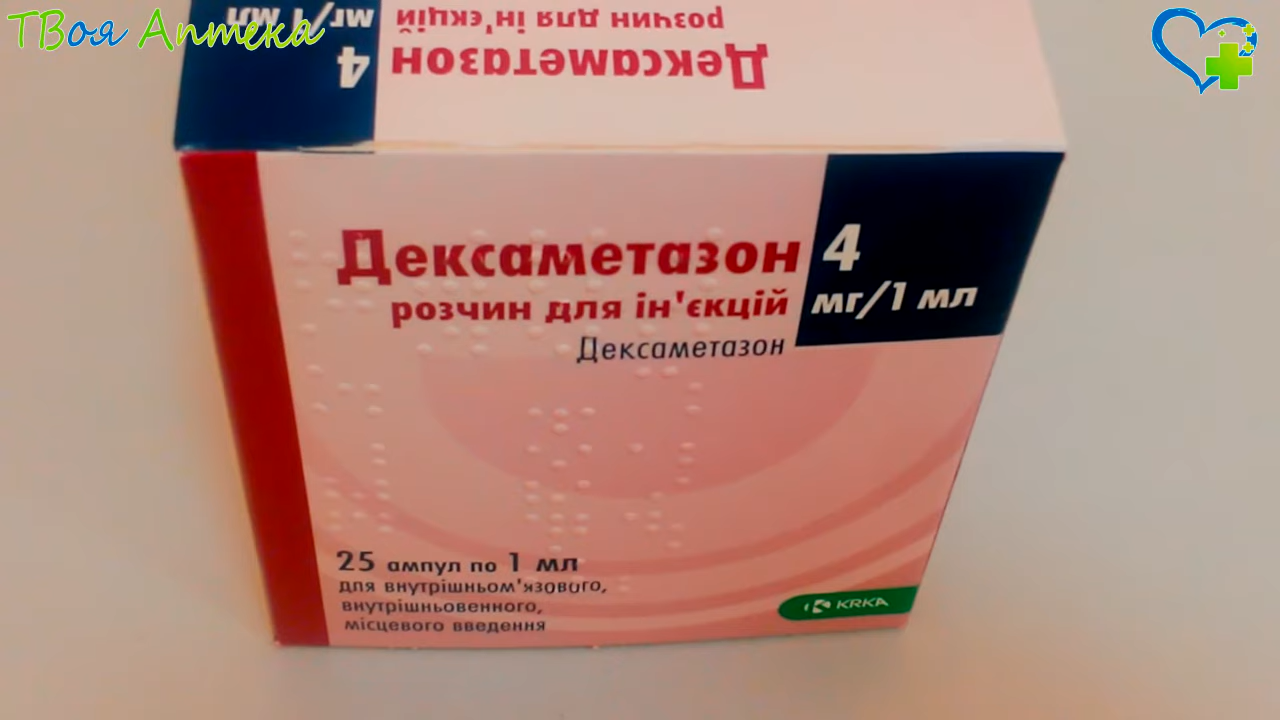 ТВоя Аптека
4 мг/1 мл
Дексаметазон
розчин для ін'єкцій
Дексаметазон
розчин для ін'єкцій
Дексаметазон
4
мг/1 мл
25 ампул по 1 мл
для внутрішньом'язового,
внутрішньовенного,
місцевого введення
KRKA